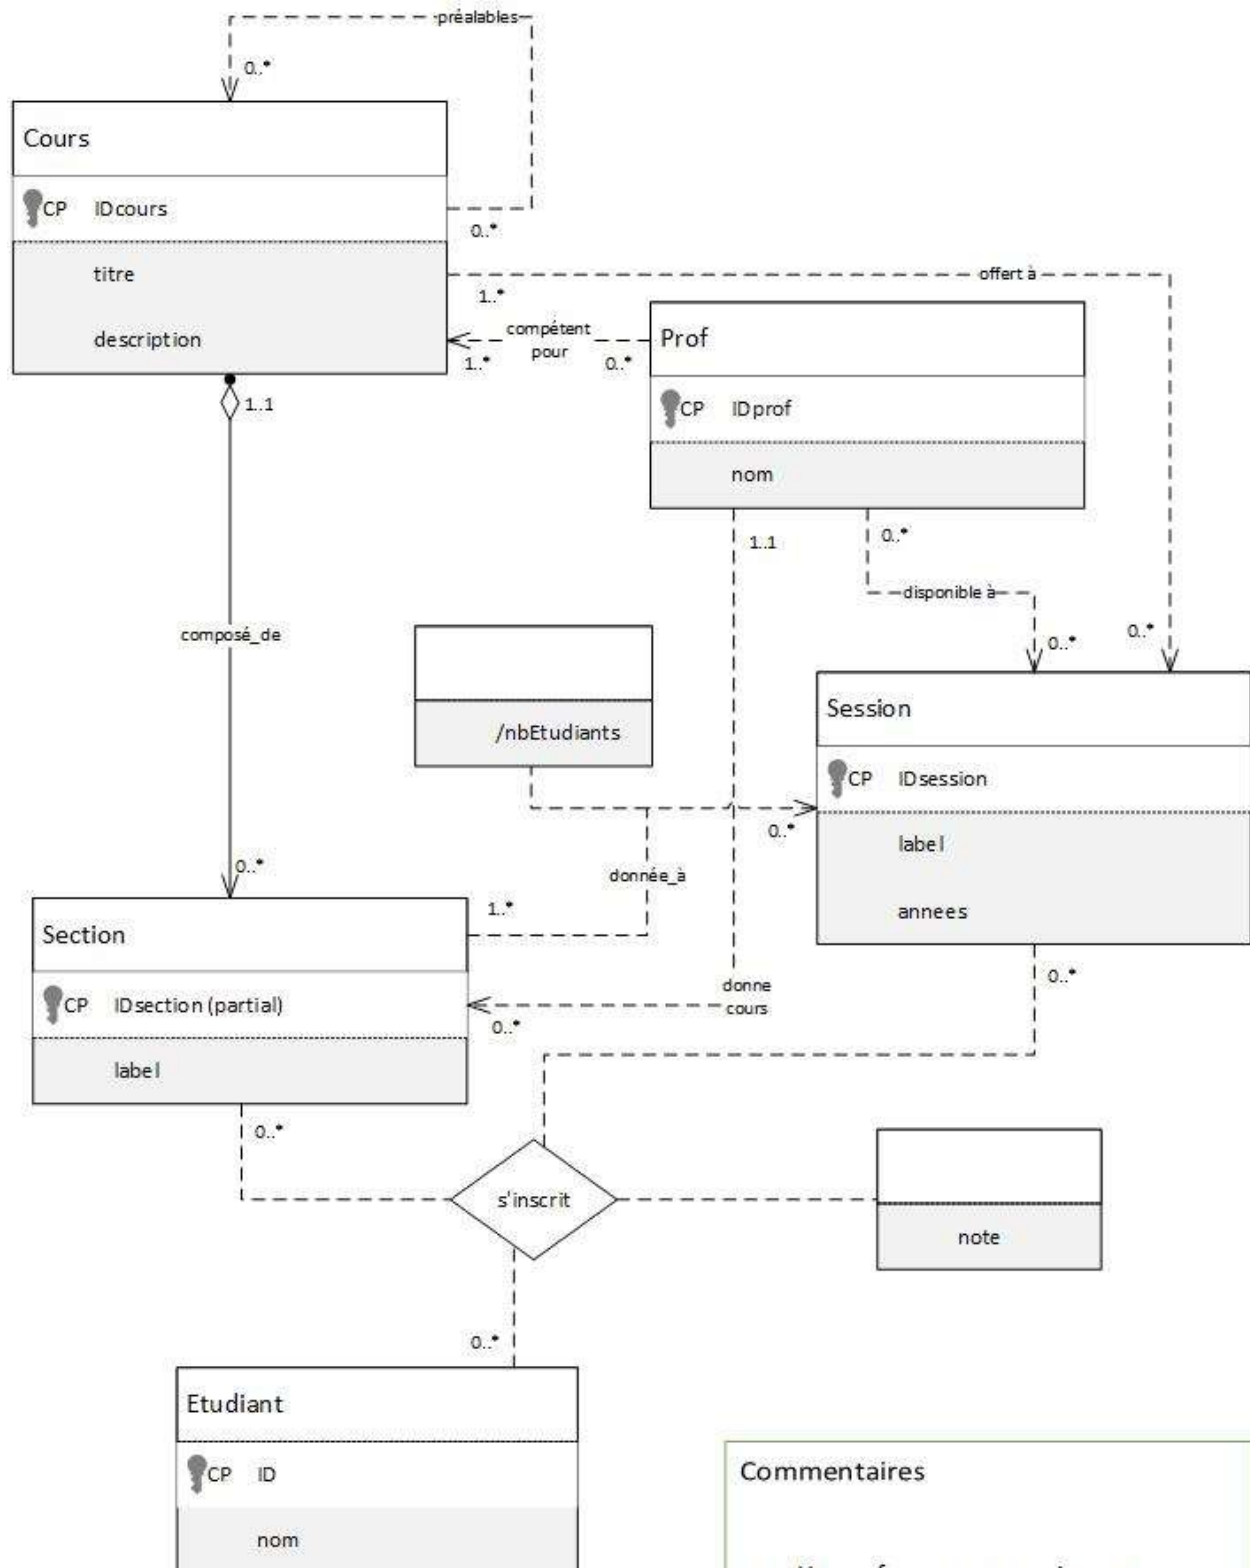 préalables
0..*
Cours
CP IDcours
0..*
titre
offert à
1..*
description
compétent
pour
1..*
0..*
Prof
CP IDprof
nom
1..1
1..1
0..*
disponible à
composé_de
0..*
0..*
/nbEtudiants
Session
CP IDsession
0..*
label
annees
0..*
donnée_à
1..*
Section
0..*
CP IDsection (partial)
donne
cours
0..*
label
0..*
s'inscrit
note
0..*
Etudiant
CP ID
nom
Commentaires